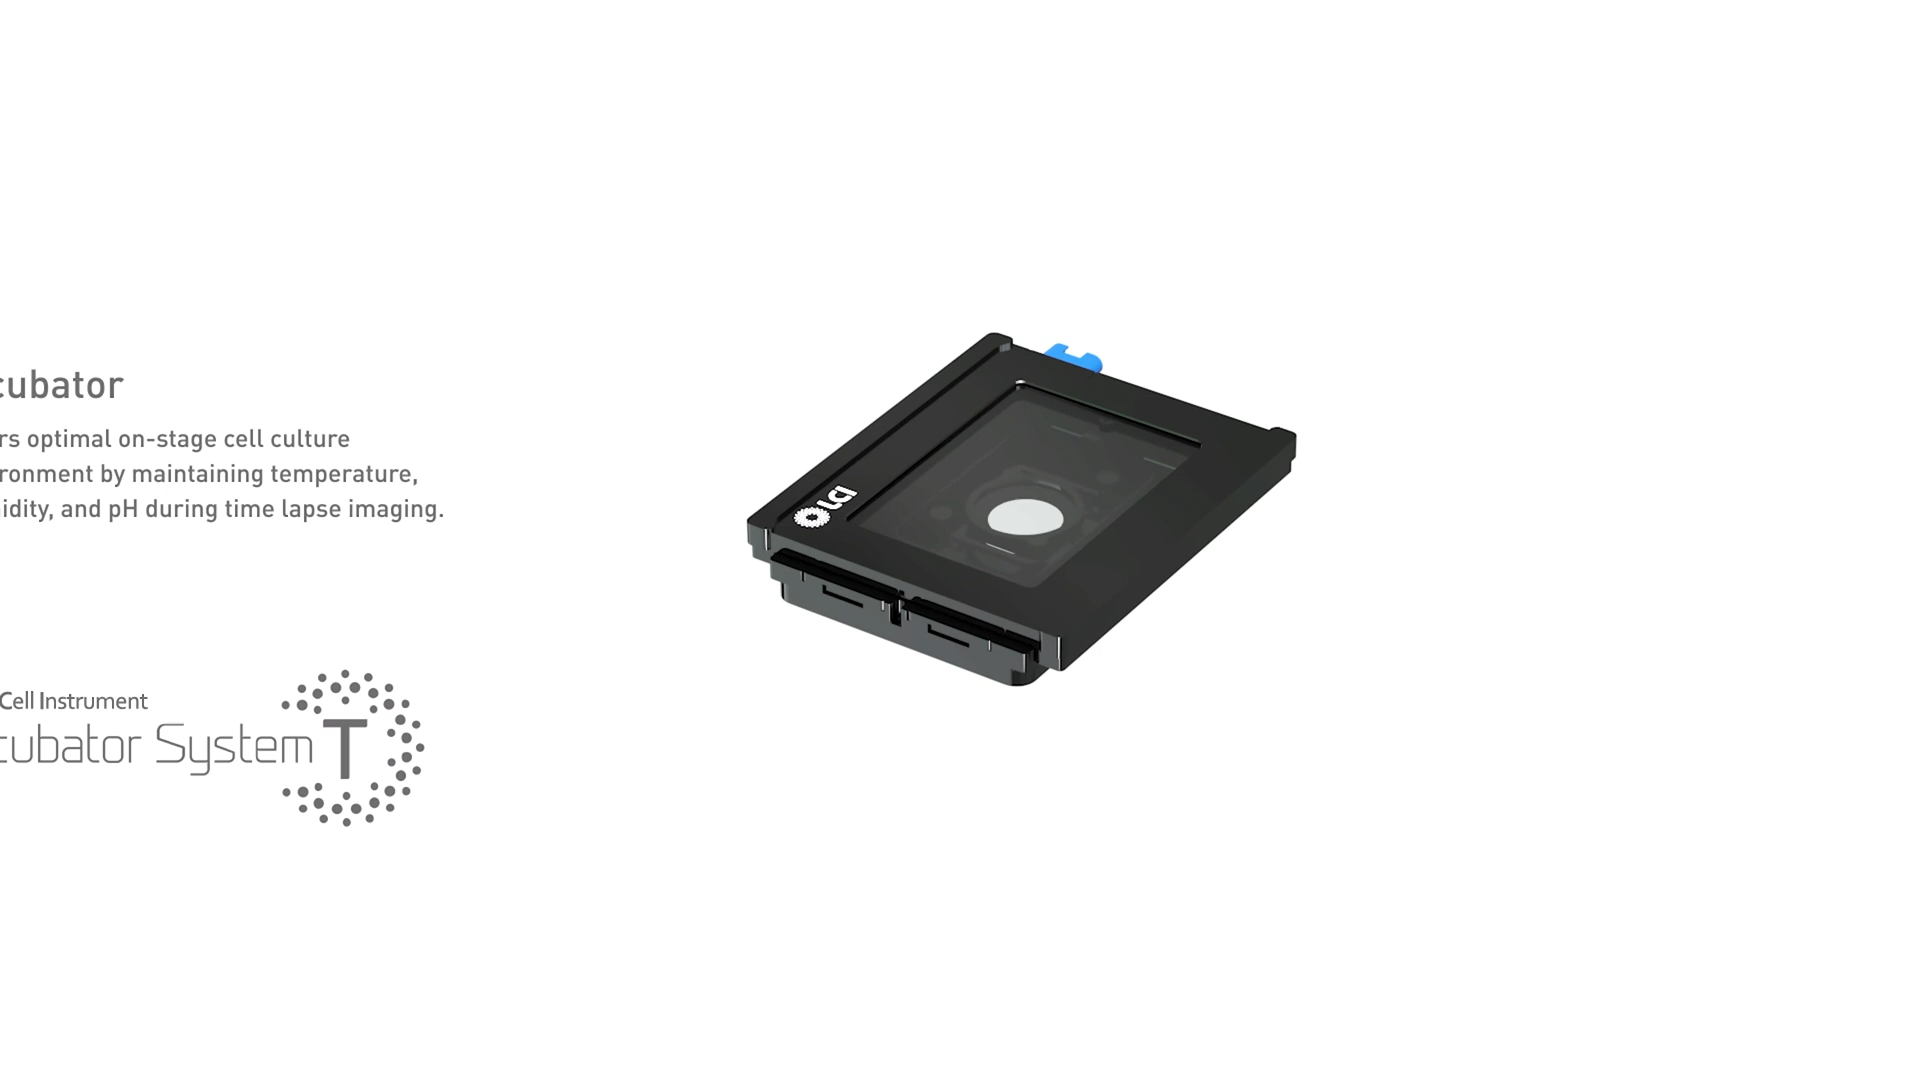 cubator
rs optimal on-stage cell culture
ronment by maintaining temperature,
idity, and pH during time lapse imaging.
LCI
Cell Instrument
cubator System T